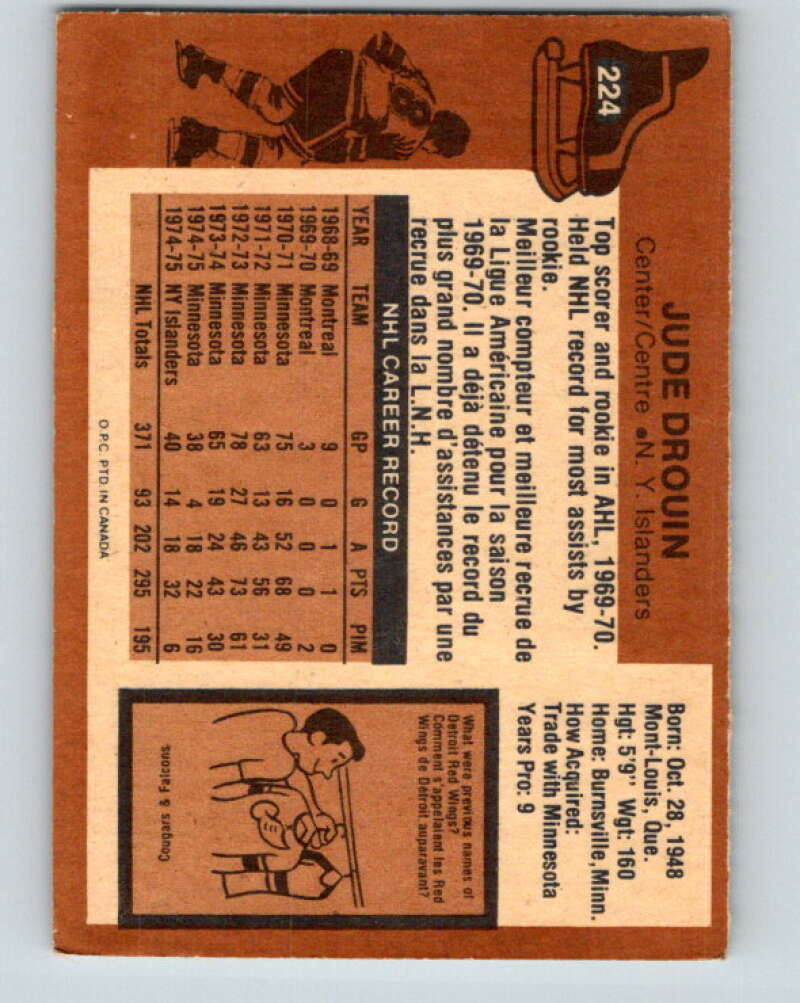 224
JUDE DROUIN
Center/Centre • N. Y. Islanders
Top scorer and rookie in AHL, 1969-70.
Held NHL record for most assists by
rookie.
Meilleur compteur et meilleure recrue de
la Ligue Américaine pour la saison
1969-70. Il a déjà détenu le record du
plus grand nombre d'assistances par une
recrue dans la L.N.H.
NHL CAREER RECORD
YEAR TEAM GP G A PTS PIM
1968-69 Montreal 9 0 1 1 0
1969-70 Montreal 3 0 0 0 2
1970-71 Minnesota 75 16 52 68 49
1971-72 Minnesota 63 13 43 56 31
1972-73 Minnesota 78 27 46 73 61
1973-74 Minnesota 65 19 24 43 30
1974-75 Minnesota 38 4 18 22 16
1974-75 NY Islanders 40 14 18 32 6
NHL Totals 371 93 202 295 195
O.P.C. PTD. IN CANADA
Born: Oct. 28, 1948
Mont-Louis, Que.
Hgt: 5'9" Wgt: 160
Home: Burnsville, Minn.
How Acquired:
Trade with Minnesota
Years Pro: 9
What were previous names of
Detroit Red Wings?
Comment s'appelaient les Red
Wings de Détroit auparavant?
Cougars & Falcons.